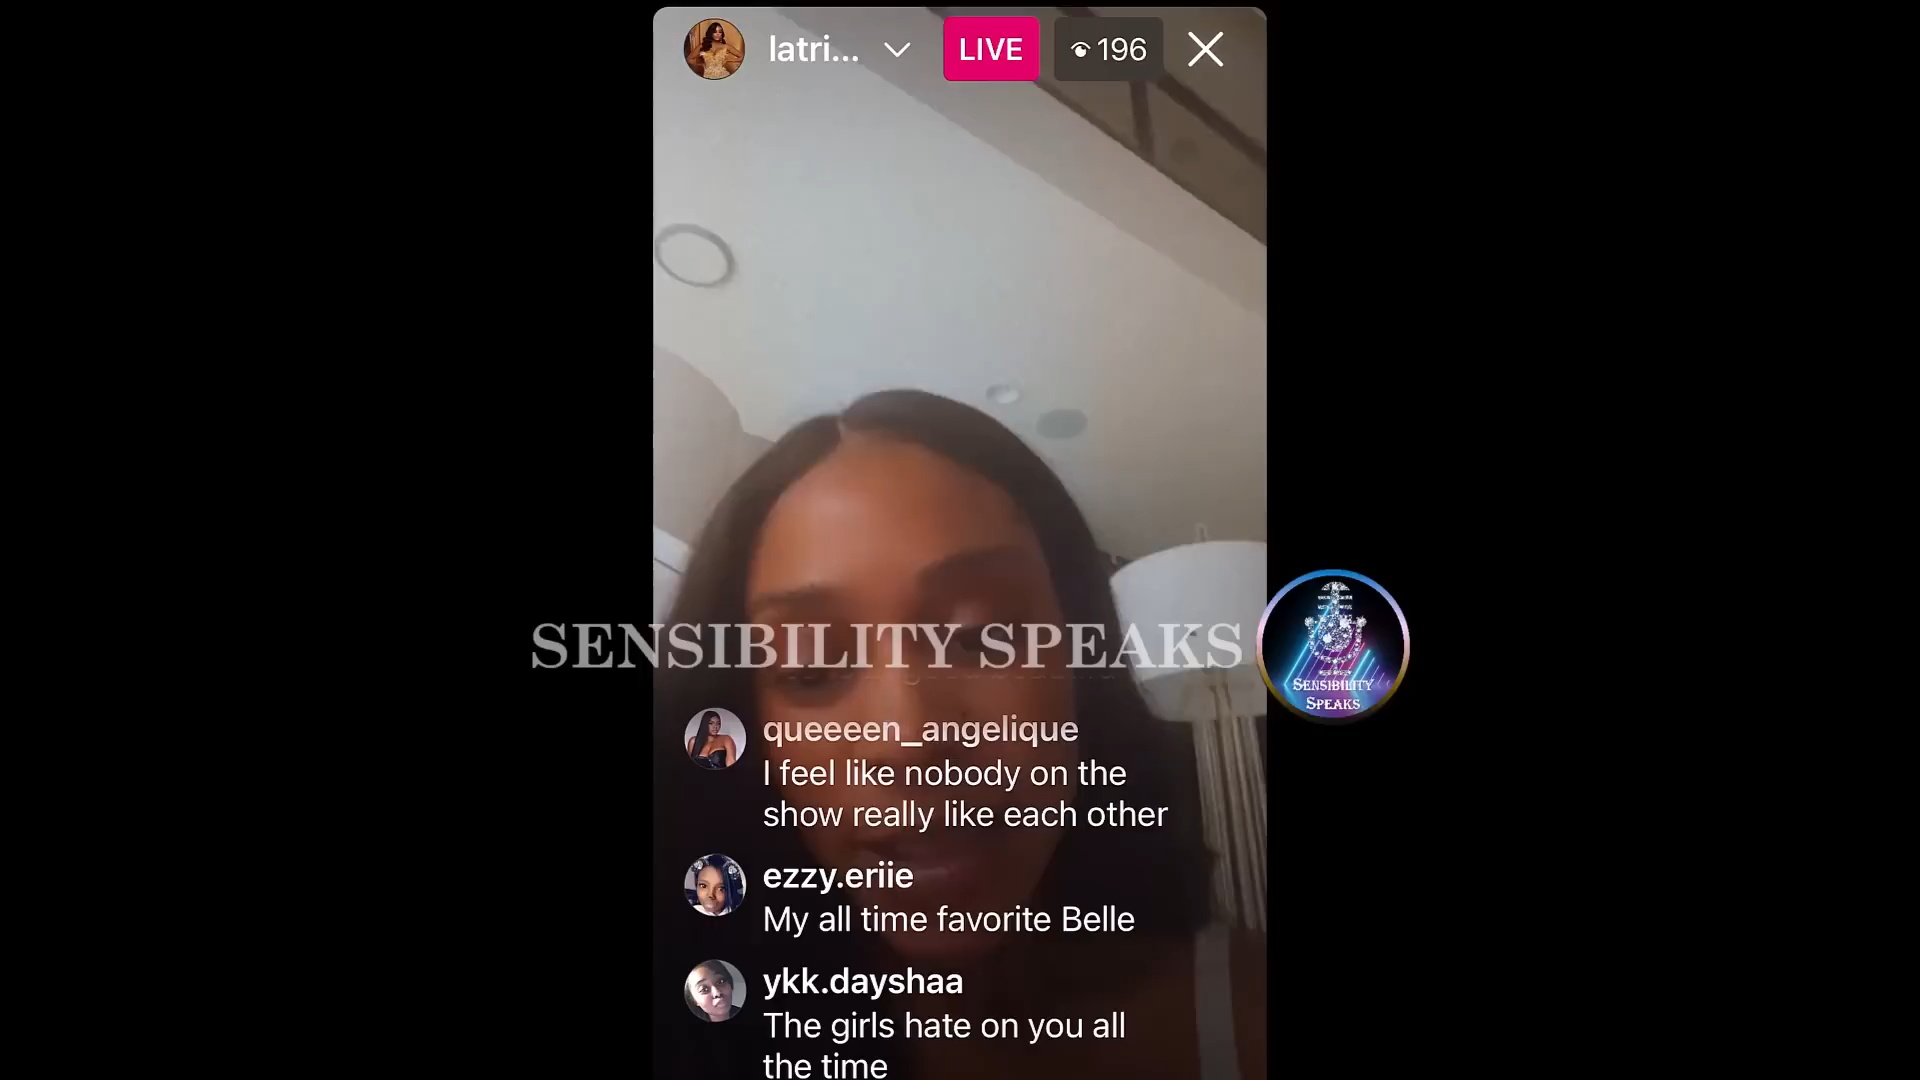 latri...
LIVE
196
SENSIBILITY SPEAKS
SENSIBILITY
SPEAKS
queeeen_angelique
I feel like nobody on the
show really like each other
ezzy.eriie
My all time favorite Belle
ykk.dayshaa
The girls hate on you all
the time